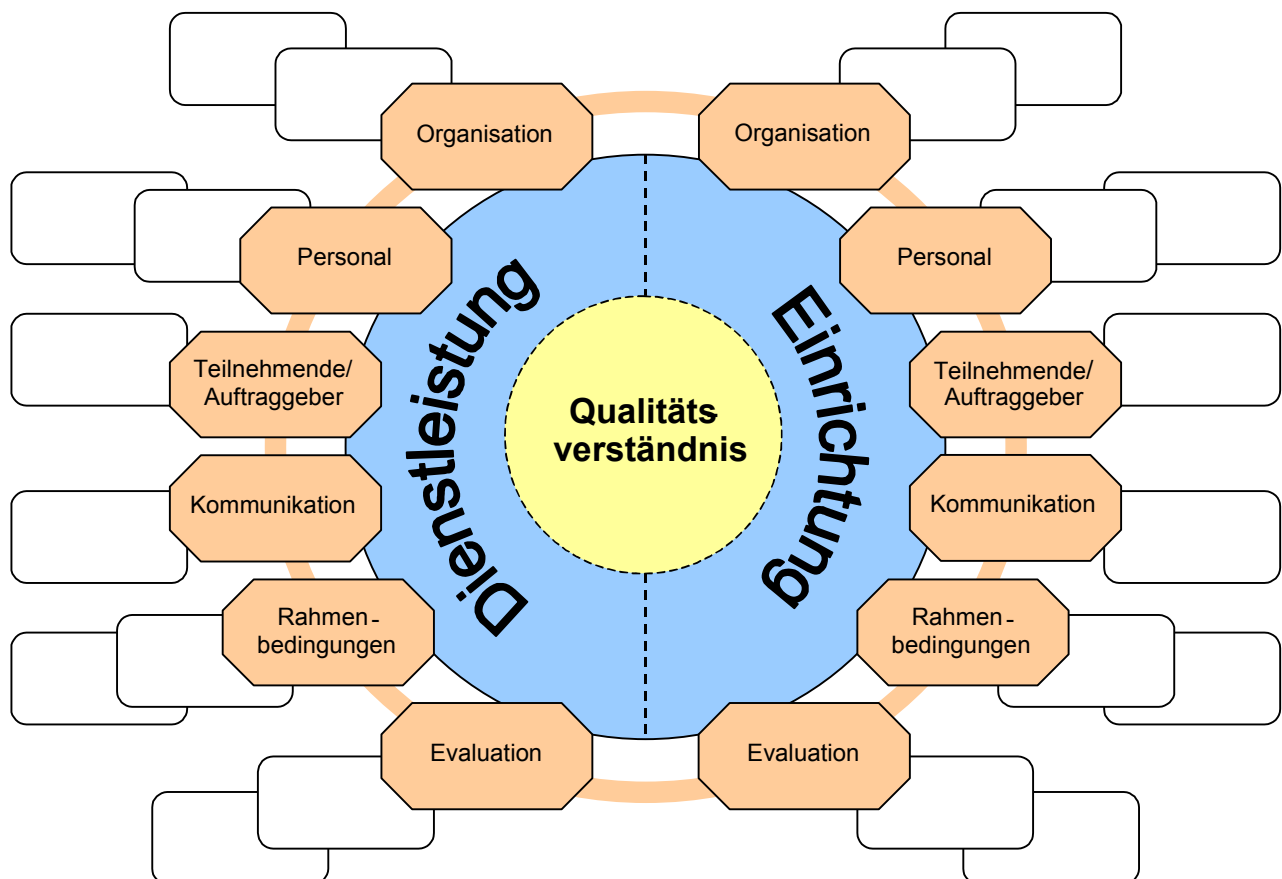 Organisation
Organisation
Personal
Personal
Dienstleistung
Einrichtung
Teilnehmende/
Auftraggeber
Teilnehmende/
Auftraggeber
Qualitäts-
verständnis
Kommunikation
Kommunikation
Rahmen-
bedingungen
Rahmen-
bedingungen
Evaluation
Evaluation